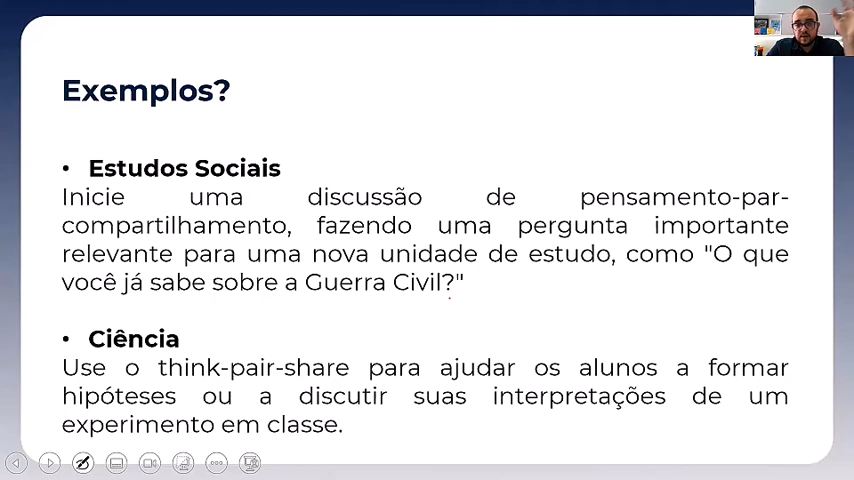 Exemplos?
• Estudos Sociais
Inicie uma discussão de pensamento-par-
compartilhamento, fazendo uma pergunta importante
relevante para uma nova unidade de estudo, como "O que
você já sabe sobre a Guerra Civil?"
• Ciência
Use o think-pair-share para ajudar os alunos a formar
hipóteses ou a discutir suas interpretações de um
experimento em classe.